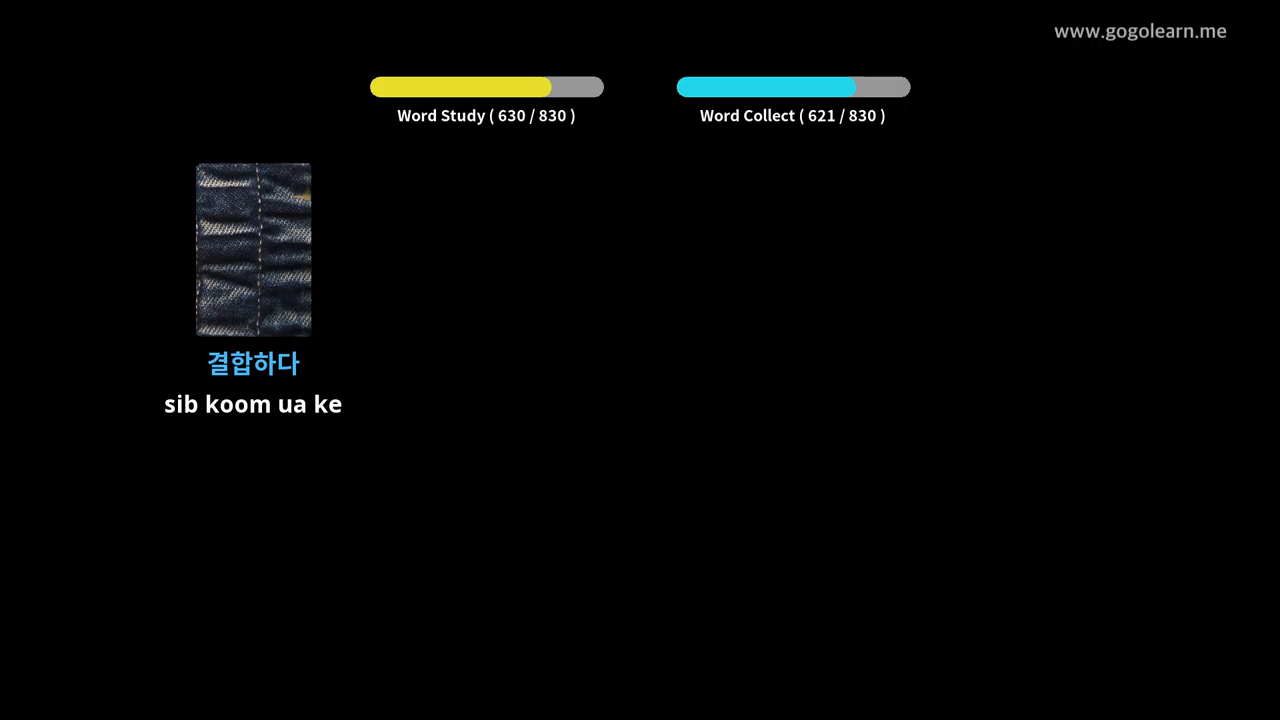 www.gogolearn.me
Word Study ( 630 / 830 )
Word Collect ( 621 / 830 )
결합하다
sib koom ua ke